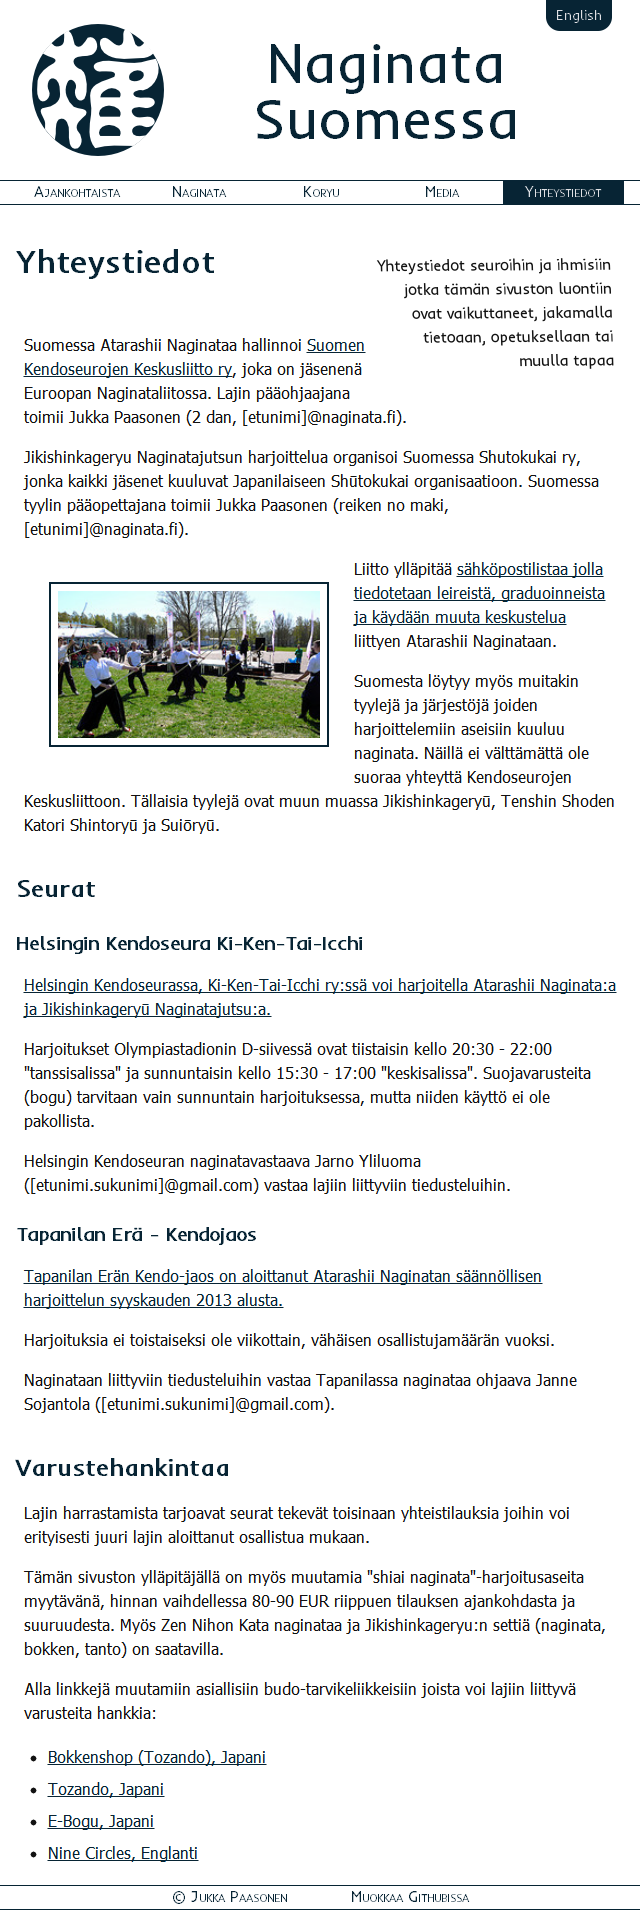 English
Naginata
Suomessa
Ajankohtaista Naginata Koryu Media Yhteystiedot
Yhteystiedot
Yhteystiedot seuroihin ja ihmisiin
jotka tämän sivuston luontiin
ovat vaikuttaneet, jakamalla
tietoaan, opetuksellaan tai
muulla tapaa
Suomessa Atarashii Naginataa hallinnoi Suomen
Kendoseurojen Keskusliitto ry, joka on jäsenenä
Euroopan Naginataliitossa. Lajin pääohjaajana
toimii Jukka Paasonen (2 dan, [etunimi]@naginata.fi).
Jikishinkageryu Naginatajutsun harjoittelua organisoi Suomessa Shutokukai ry,
jonka kaikki jäsenet kuuluvat Japanilaiseen Shūtokukai organisaatioon. Suomessa
tyylin pääopettajana toimii Jukka Paasonen (reiken no maki,
[etunimi]@naginata.fi).
Liitto ylläpitää sähköpostilistaa jolla
tiedotetaan leireistä, graduoinneista
ja käydään muuta keskustelua
liittyen Atarashii Naginataan.
Suomesta löytyy myös muitakin
tyylejä ja järjestöjä joiden
harjoittelemiin aseisiin kuuluu
naginata. Näillä ei välttämättä ole
suoraa yhteyttä Kendoseurojen
Keskusliittoon. Tällaisia tyylejä ovat muun muassa Jikishinkageryū, Tenshin Shoden
Katori Shintoryū ja Suiōryū.
Seurat
Helsingin Kendoseura Ki-Ken-Tai-Icchi
Helsingin Kendoseurassa, Ki-Ken-Tai-Icchi ry:ssä voi harjoitella Atarashii Naginata:a
ja Jikishinkageryū Naginatajutsu:a.
Harjoitukset Olympiastadionin D-siivessä ovat tiistaisin kello 20:30 - 22:00
"tanssisalissa" ja sunnuntaisin kello 15:30 - 17:00 "keskisalissa". Suojavarusteita
(bogu) tarvitaan vain sunnuntain harjoituksessa, mutta niiden käyttö ei ole
pakollista.
Helsingin Kendoseuran naginatavastaava Jarno Yliluoma
([etunimi.sukunimi]@gmail.com) vastaa lajiin liittyviin tiedusteluihin.
Tapanilan Erä - Kendojaos
Tapanilan Erän Kendo-jaos on aloittanut Atarashii Naginatan säännöllisen
harjoittelun syyskauden 2013 alusta.
Harjoituksia ei toistaiseksi ole viikottain, vähäisen osallistujamäärän vuoksi.
Naginataan liittyviin tiedusteluihin vastaa Tapanilassa naginataa ohjaava Janne
Sojantola ([etunimi.sukunimi]@gmail.com).
Varustehankintaa
Lajin harrastamista tarjoavat seurat tekevät toisinaan yhteistilauksia joihin voi
erityisesti juuri lajin aloittanut osallistua mukaan.
Tämän sivuston ylläpitäjällä on myös muutamia "shiai naginata"-harjoitusaseita
myytävänä, hinnan vaihdellessa 80-90 EUR riippuen tilauksen ajankohdasta ja
suuruudesta. Myös Zen Nihon Kata naginataa ja Jikishinkageryu:n settiä (naginata,
bokken, tanto) on saatavilla.
Alla linkkejä muutamiin asiallisiin budo-tarvikeliikkeisiin joista voi lajiin liittyvä
varusteita hankkia:
• Bokkenshop (Tozando), Japani
• Tozando, Japani
• E-Bogu, Japani
• Nine Circles, Englanti
© Jukka Paasonen Muokkaa Githubissa